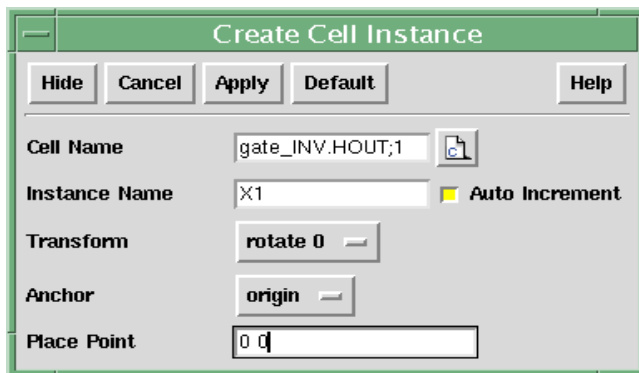 Create Cell Instance
Hide Cancel Apply Default Help
Cell Name gate_INV.HOUT;1
Instance Name X1 Auto Increment
Transform rotate 0
Anchor origin
Place Point 0 0